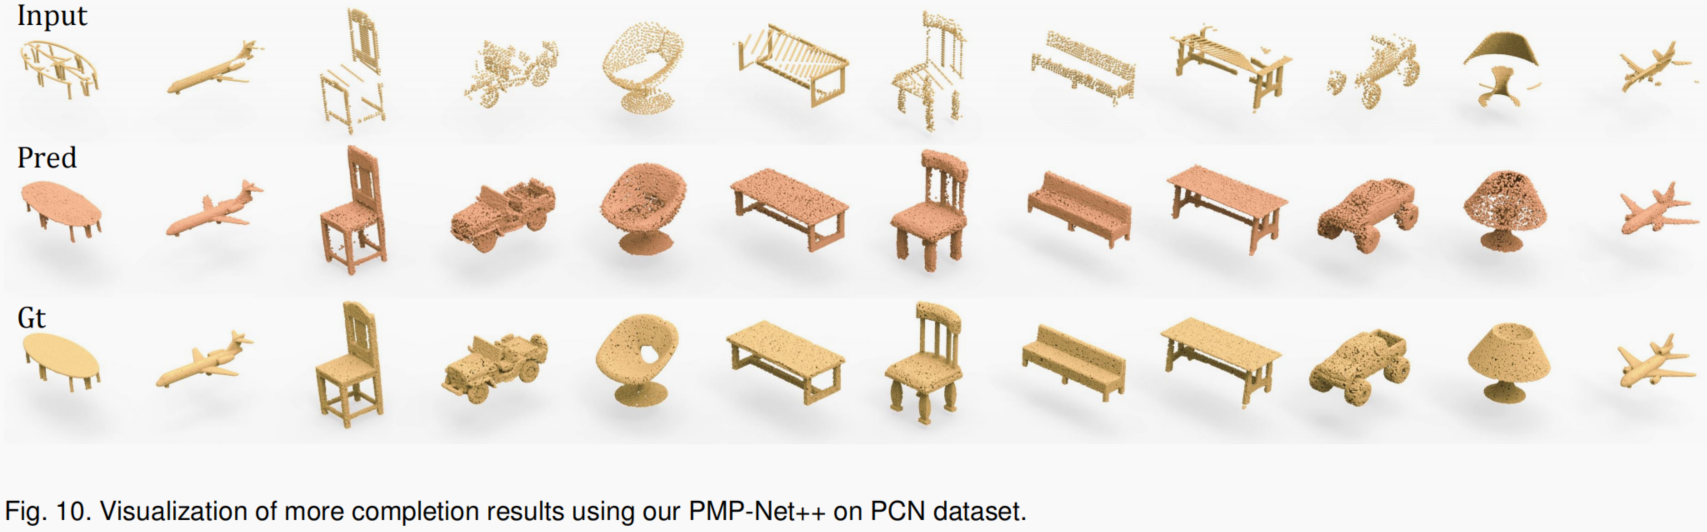 Input
Pred
Gt
Fig. 10. Visualization of more completion results using our PMP-Net++ on PCN dataset.